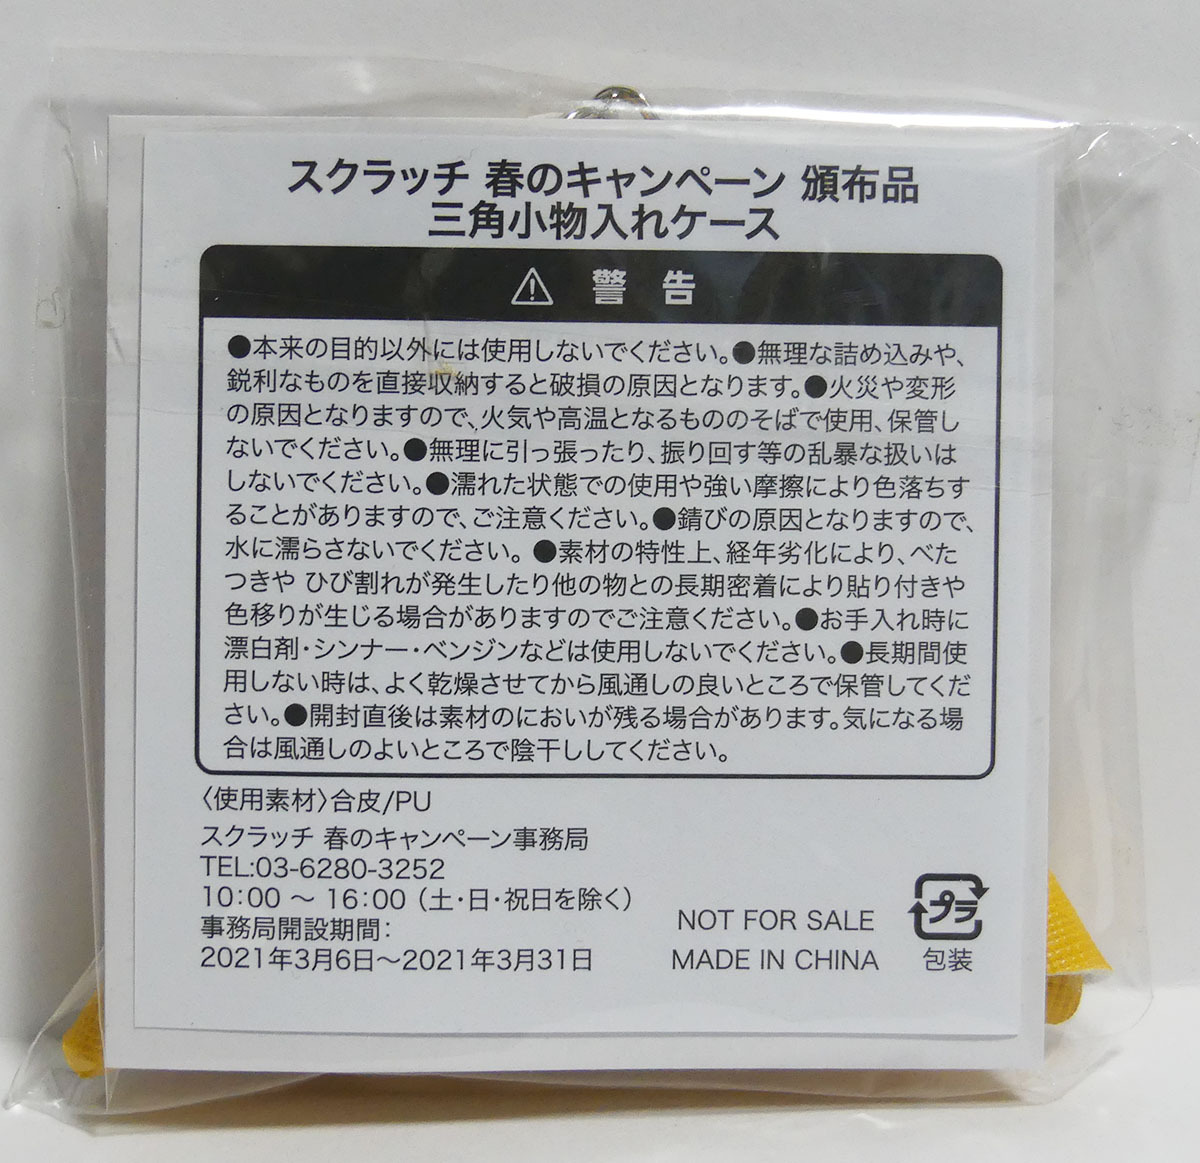 スクラッチ 春のキャンペーン 頒布品
三角小物入れケース
警告
●本来の目的以外には使用しないでください。●無理な詰め込みや、
鋭利なものを直接収納すると破損の原因となります。●火災や変形
の原因となりますので、火気や高温となるもののそばで使用、保管し
ないでください。●無理に引っ張ったり、振り回す等の乱暴な扱いは
しないでください。●濡れた状態での使用や強い摩擦により色落ちす
ることがありますので、ご注意ください。●錆びの原因となりますので、
水に濡らさないでください。●素材の特性上、経年劣化により、べた
つきや ひび割れが発生したり他の物との長期密着により貼り付きや
色移りが生じる場合がありますのでご注意ください。●お手入れ時に
漂白剤・シンナー・ベンジンなどは使用しないでください。●長期間使
用しない時は、よく乾燥させてから風通しの良いところで保管してくだ
さい。●開封直後は素材のにおいが残る場合があります。気になる場
合は風通しのよいところで陰干ししてください。
〈使用素材〉合皮/PU
スクラッチ 春のキャンペーン事務局
TEL:03-6280-3252
10:00 ～ 16:00（土・日・祝日を除く）
事務局開設期間：
2021年3月6日～2021年3月31日
NOT FOR SALE
MADE IN CHINA
プラ
包装